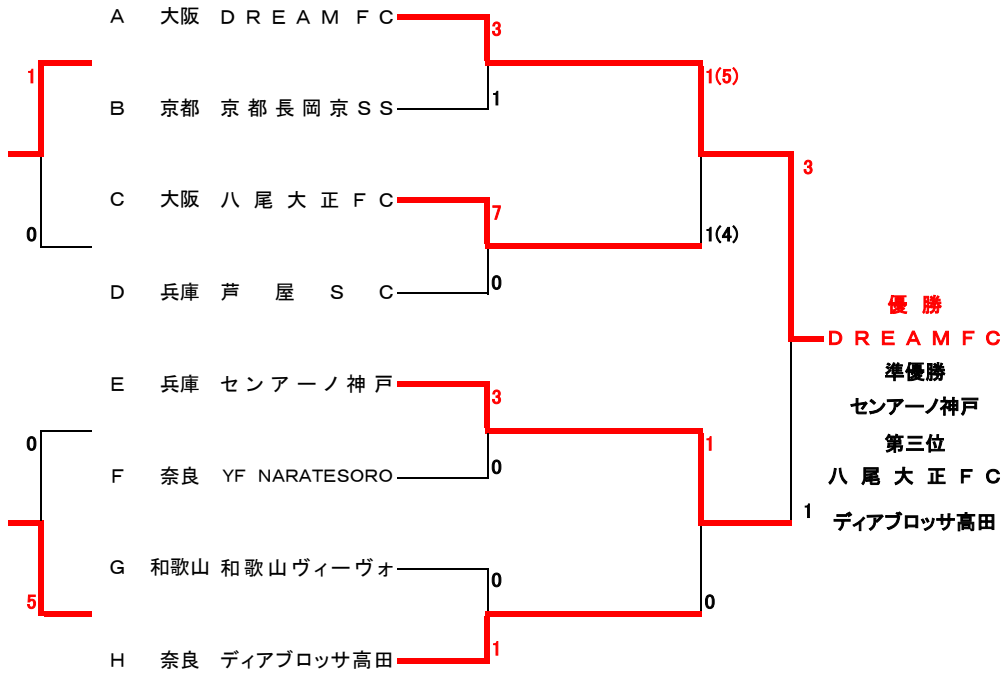 A 大阪 DREAM FC 3
1 1(5)
B 京都 京都長岡京SS 1
3
C 大阪 八尾大正FC 7
0 1(4)
D 兵庫 芦屋SC 0
優勝
DREAMFC
準優勝
E 兵庫 センアーノ神戸 3
センアーノ神戸
0 1 第三位
F 奈良 YF NARATESORO 0
八尾大正FC
1
ディアブロッサ高田
G 和歌山 和歌山ヴィーヴォ 0
5 0
H 奈良 ディアブロッサ高田 1